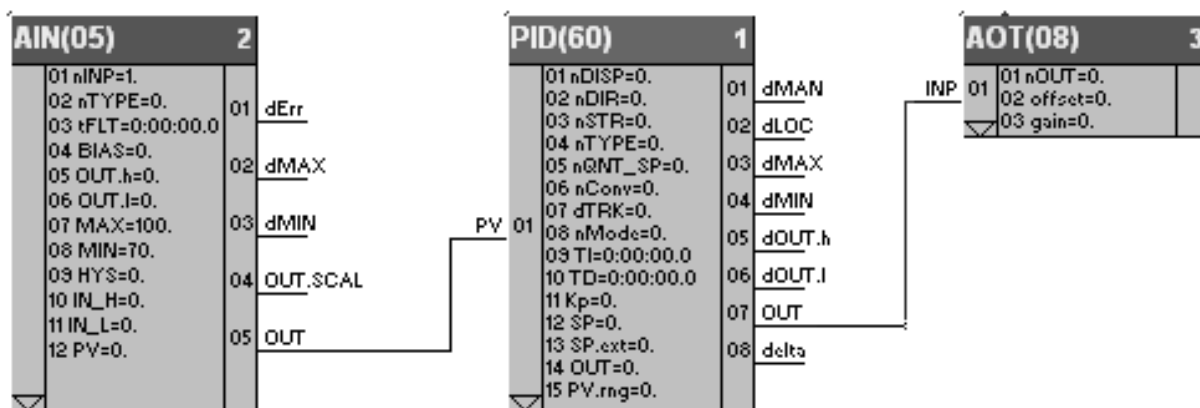 AIN(05) 2
01 nINP=1.
02 nTYPE=0.
03 tFLT=0:00:00.0
04 BIAS=0.
05 OUT.h=0.
06 OUT.l=0.
07 MAX=100.
08 MIN=70.
09 HYS=0.
10 IN_H=0.
11 IN_L=0.
12 PV=0.
01 dErr
02 dMAX
03 dMIN
04 OUT.SCAL
05 OUT
PID(60) 1
PV 01
01 nDISP=0.
02 nDIR=0.
03 nSTR=0.
04 nTYPE=0.
05 nQNT_SP=0.
06 nConv=0.
07 dTRK=0.
08 nMode=0.
09 TI=0:00:00.0
10 TD=0:00:00.0
11 Kp=0.
12 SP=0.
13 SP.ext=0.
14 OUT=0.
15 PV.rng=0.
01 dMAN
02 dLOC
03 dMAX
04 dMIN
05 dOUT.h
06 dOUT.l
07 OUT
08 delta
AOT(08) 3
INP 01
01 nOUT=0.
02 offset=0.
03 gain=0.